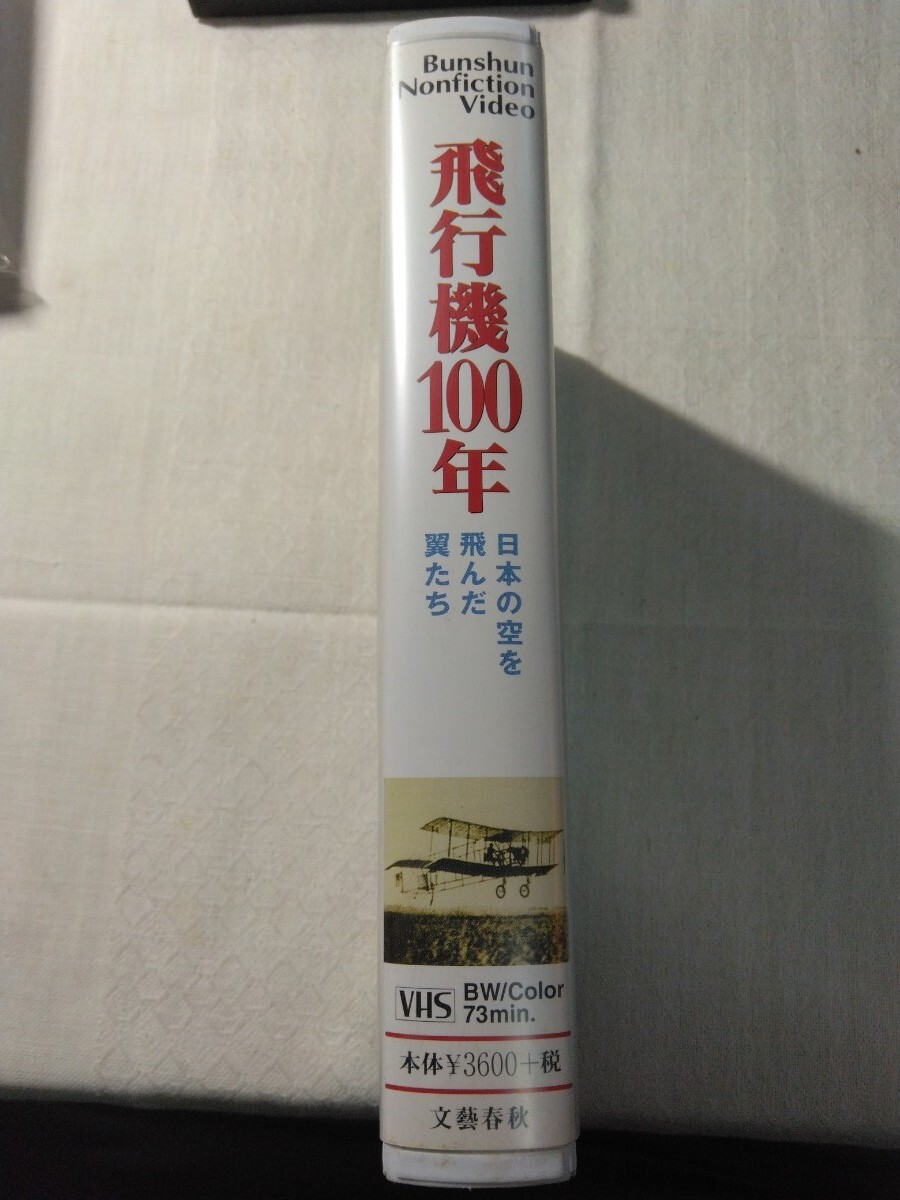 Bunshun
Nonfiction
Video
飛行機100年
日本の空を
飛んだ
翼たち
VHS
BW/Color
73min.
本体¥3600+税
文藝春秋